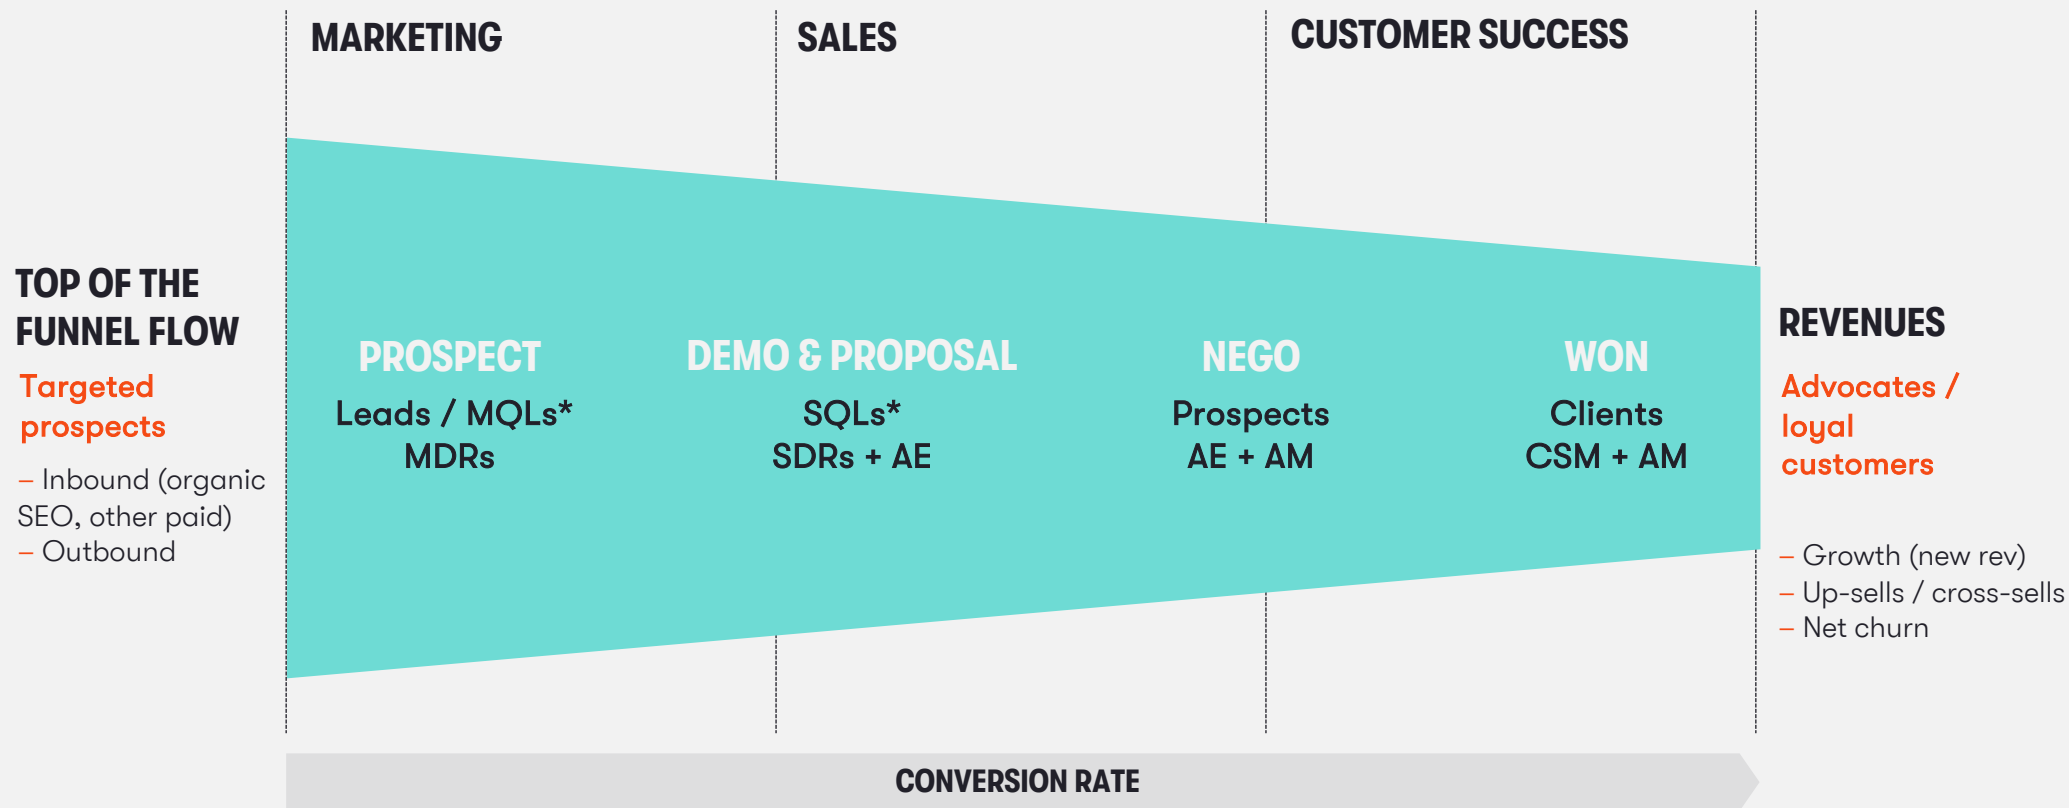 MARKETING
SALES
CUSTOMER SUCCESS
TOP OF THE
FUNNEL FLOW
Targeted
prospects
– Inbound (organic
SEO, other paid)
– Outbound
PROSPECT
Leads / MQLs*
MDRs
DEMO & PROPOSAL
SQLs*
SDRs + AE
NEGO
Prospects
AE + AM
WON
Clients
CSM + AM
REVENUES
Advocates /
loyal
customers
– Growth (new rev)
– Up-sells / cross-sells
– Net churn
CONVERSION RATE